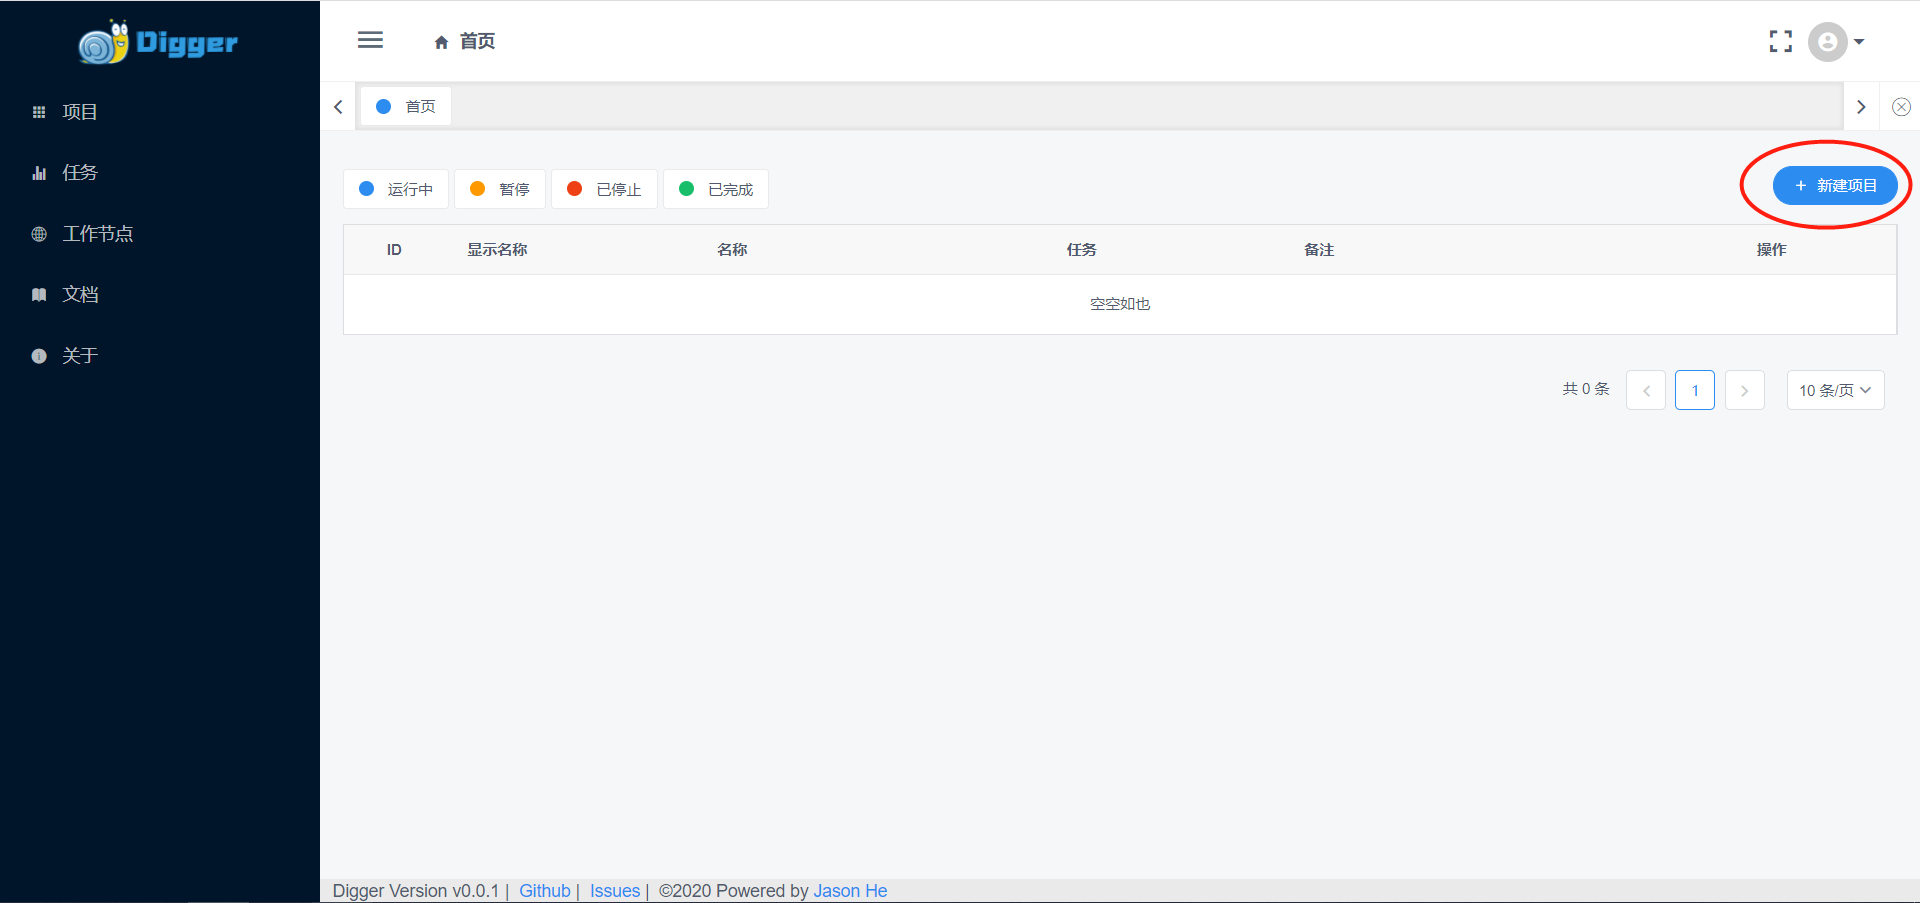 Digger
首页
项目
任务
工作节点
文档
关于
首页
运行中 暂停 已停止 已完成
+ 新建项目
ID 显示名称 名称 任务 备注 操作
空空如也
共 0 条 1 10 条/页
Digger Version v0.0.1 | Github | Issues | ©2020 Powered by Jason He